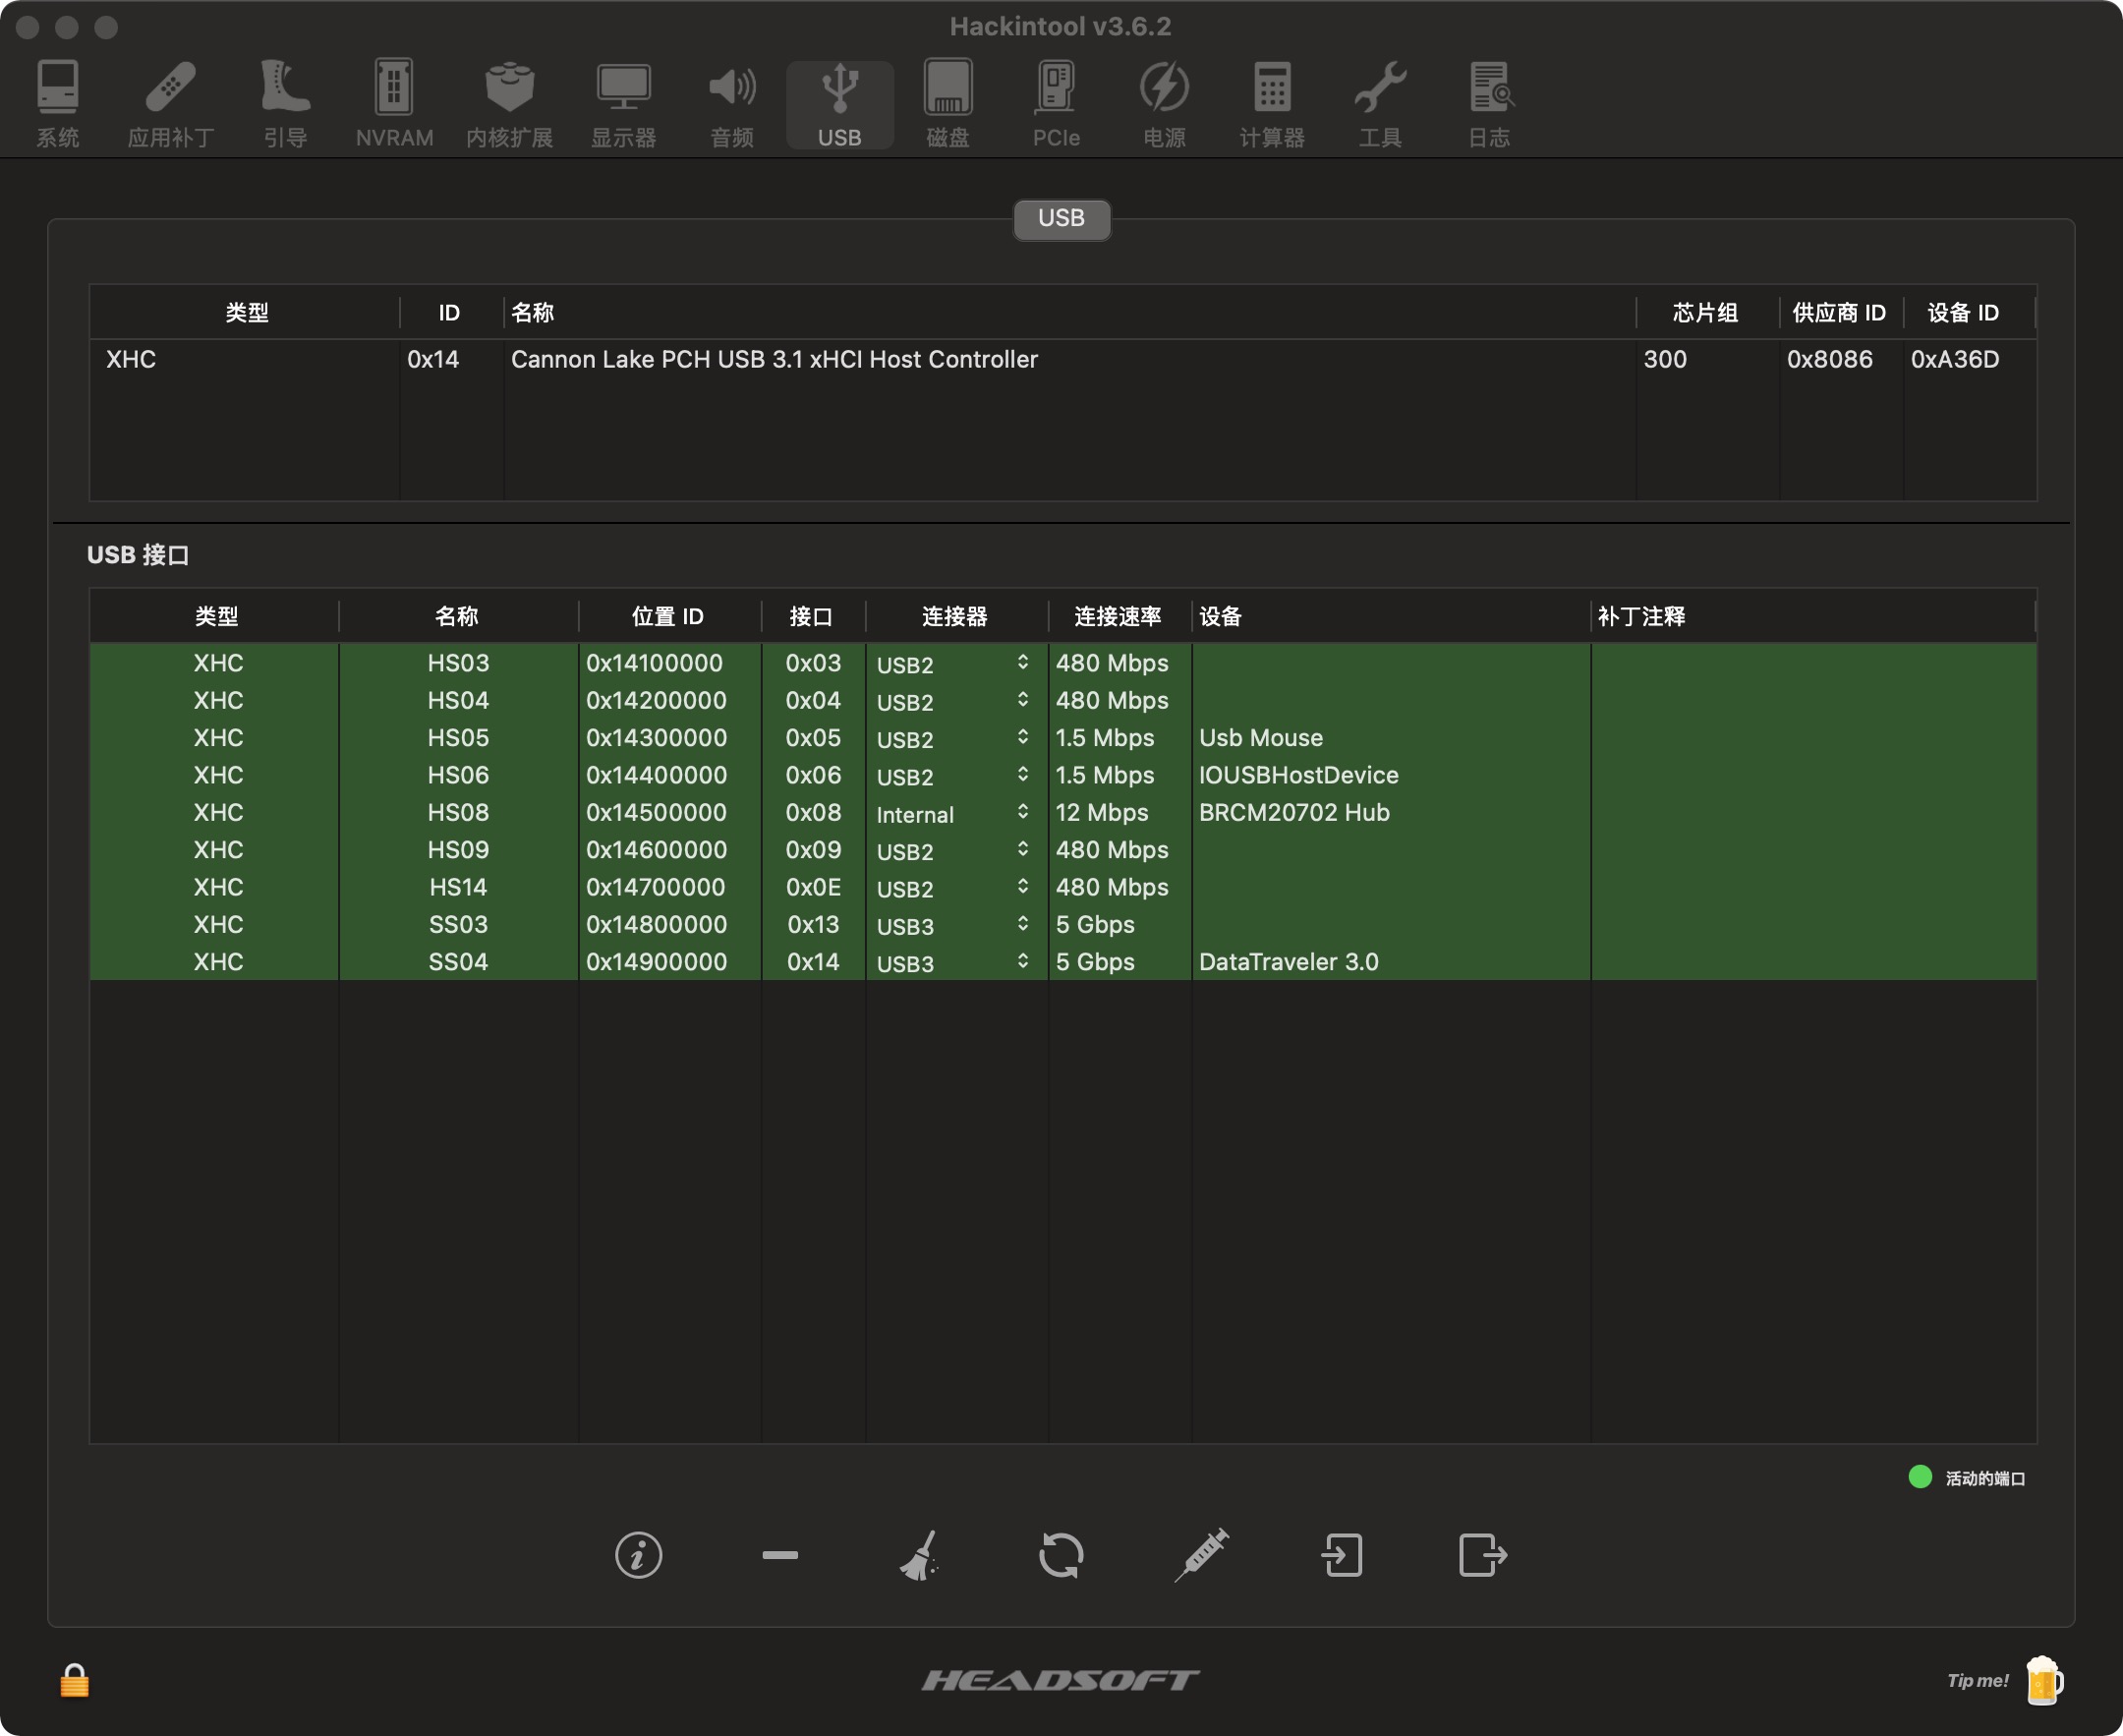 Hackintool v3.6.2
系统 应用补丁 引导 NVRAM 内核扩展 显示器 音频 USB 磁盘 PCIe 电源 计算器 工具 日志
USB
类型 ID 名称 芯片组 供应商 ID 设备 ID
XHC 0x14 Cannon Lake PCH USB 3.1 xHCI Host Controller 300 0x8086 0xA36D
USB 接口
类型 名称 位置 ID 接口 连接器 连接速率 设备 补丁注释
XHC HS03 0x14100000 0x03 USB2 480 Mbps
XHC HS04 0x14200000 0x04 USB2 480 Mbps
XHC HS05 0x14300000 0x05 USB2 1.5 Mbps Usb Mouse
XHC HS06 0x14400000 0x06 USB2 1.5 Mbps IOUSBHostDevice
XHC HS08 0x14500000 0x08 Internal 12 Mbps BRCM20702 Hub
XHC HS09 0x14600000 0x09 USB2 480 Mbps
XHC HS14 0x14700000 0x0E USB2 480 Mbps
XHC SS03 0x14800000 0x13 USB3 5 Gbps
XHC SS04 0x14900000 0x14 USB3 5 Gbps DataTraveler 3.0
活动的端口
HEADSOFT
Tip me!